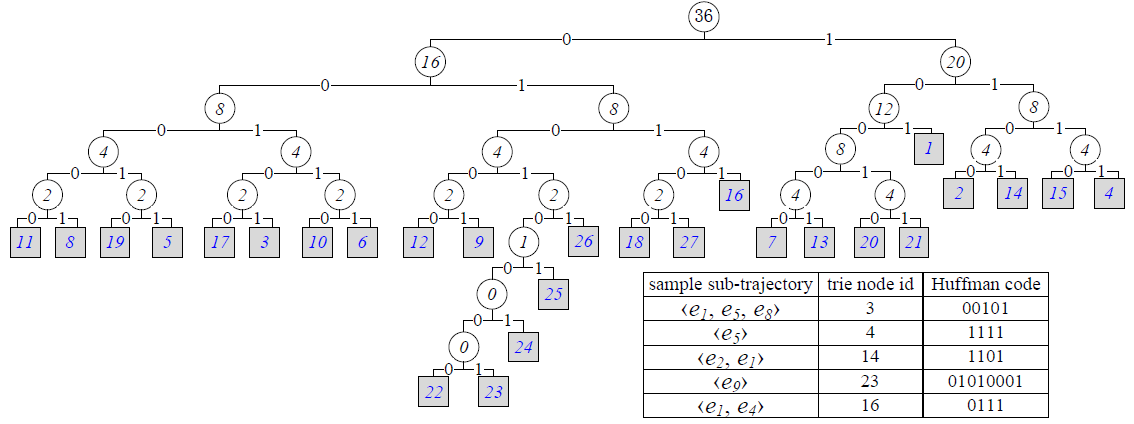 36
0 1
16 20
0 1 0 1
8 8 12 8
0 1 0 1 0 1 0 1
4 4 4 4 8 1 4 4
0 1 0 1 0 1 0 1 0 1 0 1 0 1
2 2 2 2 2 2 2 16 4 4 2 14 15 4
0 1 0 1 0 1 0 1 0 1 0 1 0 1 0 1 0 1
11 8 19 5 17 3 10 6 12 9 1 26 18 27 7 13 20 21
0 1
0 25
0 1
0 24
0 1
22 23
sample sub-trajectory trie node id Huffman code
‹e1, e5, e8› 3 00101
‹e5› 4 1111
‹e2, e1› 14 1101
‹e9› 23 01010001
‹e1, e4› 16 0111